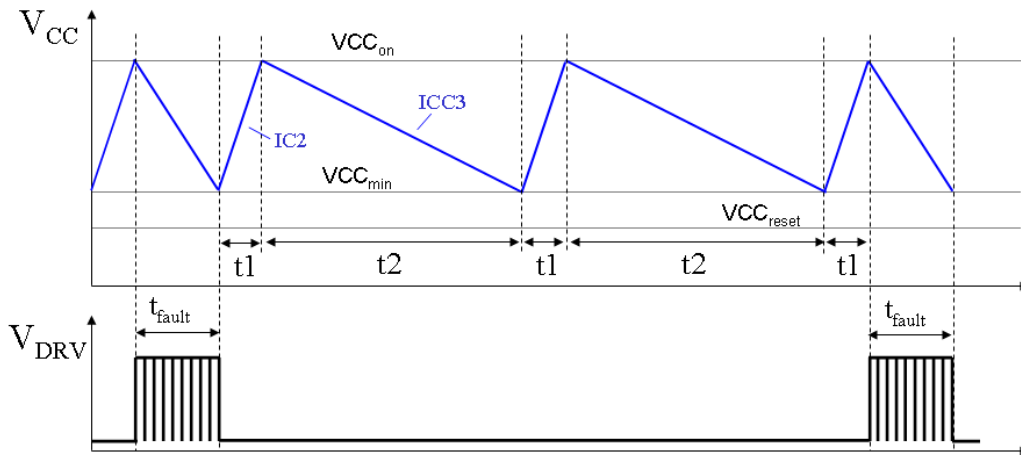 VCC
VCCon
ICC3
IC2
VCCmin
VCCreset
t1
t2
t1
t2
t1
tfault
tfault
VDRV